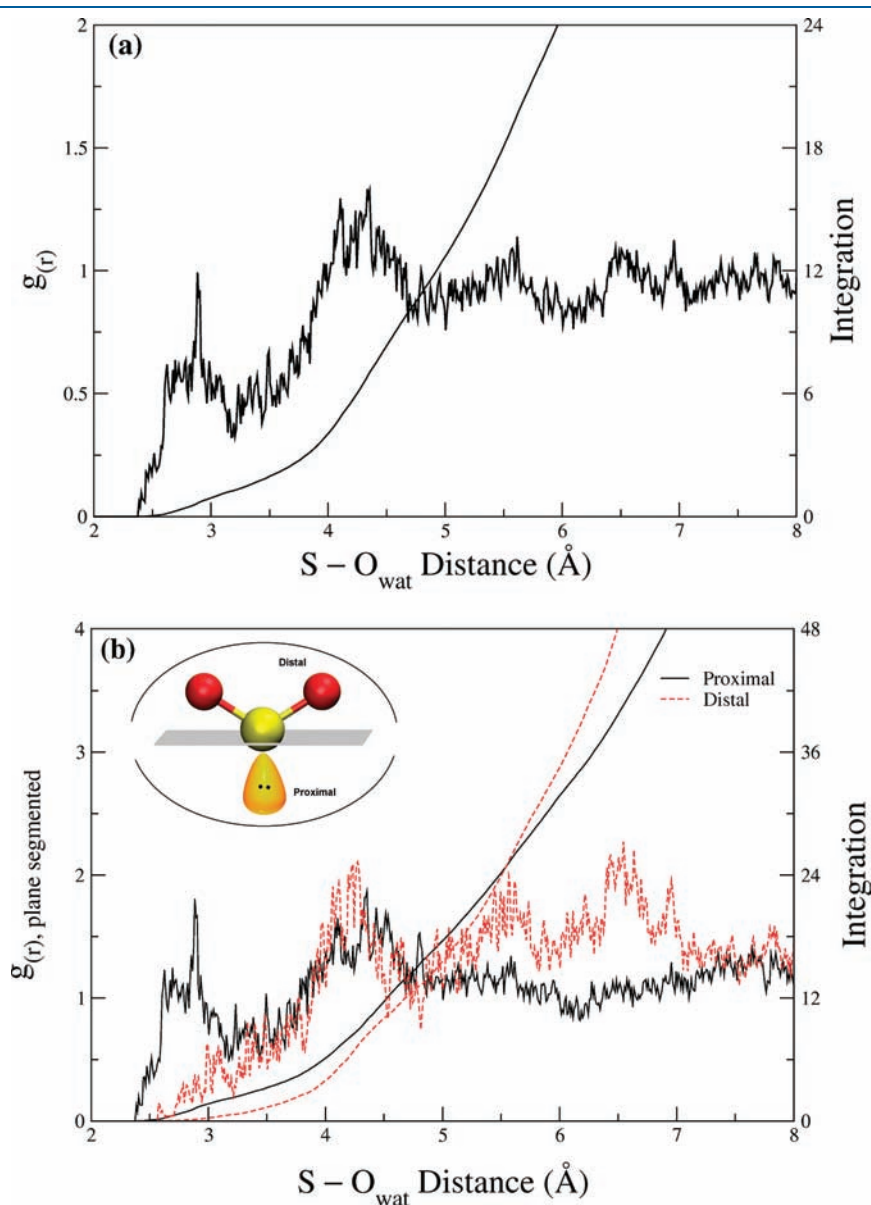 (a)
2
1.5
1
0.5
0
g(r)
24
18
12
6
0
Integration
2 3 4 5 6 7 8
S – Owat Distance (Å)
(b)
Distal
Proximal
Proximal
Distal
4
3
2
1
0
g(r), plane segmented
48
36
24
12
0
Integration
2 3 4 5 6 7 8
S – Owat Distance (Å)